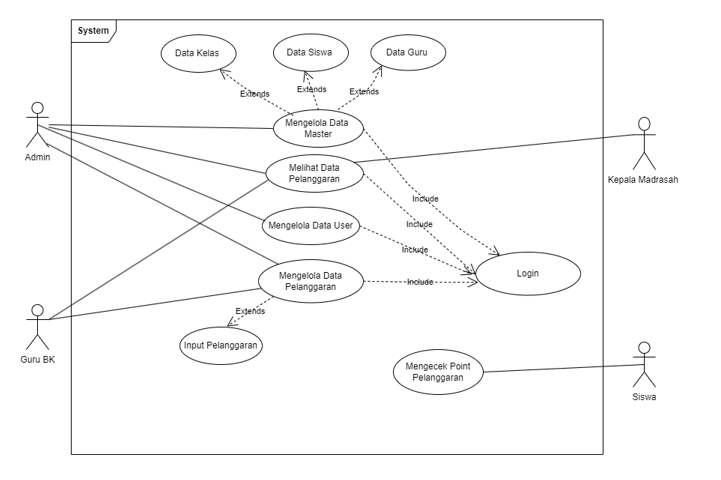 System
Data Kelas
Data Siswa
Data Guru
Extends
Extends
Extends
Mengelola Data
Master
Admin
Melihat Data
Pelanggaran
Kepala Madrasah
Include
Mengelola Data User
Include
Include
Mengelola Data
Pelanggaran
Include
Login
Extends
Guru BK
Input Pelanggaran
Mengecek Point
Pelanggaran
Siswa